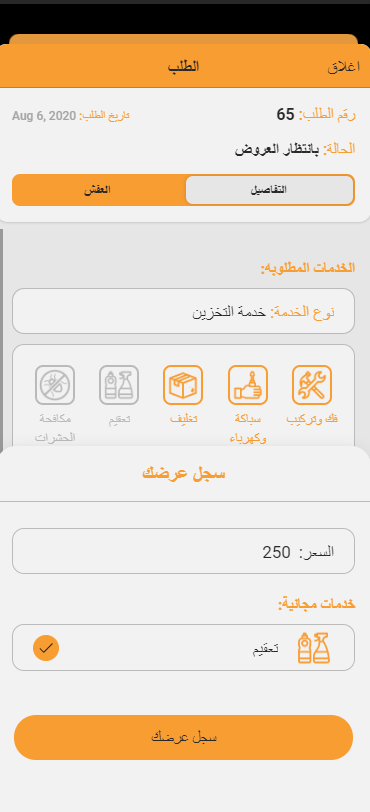 اغلاق
الطلب
رقم الطلب: 65
تاريخ الطلب: Aug 6, 2020
الحالة: بانتظار العروض
التفاصيل
العفش
الخدمات المطلوبه:
نوع الخدمة: خدمة التخزين
فك وتركيب
سباكة وكهرباء
تغليف
تعقيم
مكافحة الحشرات
سجل عرضك
السعر: 250
خدمات مجانية:
تعقيم
سجل عرضك